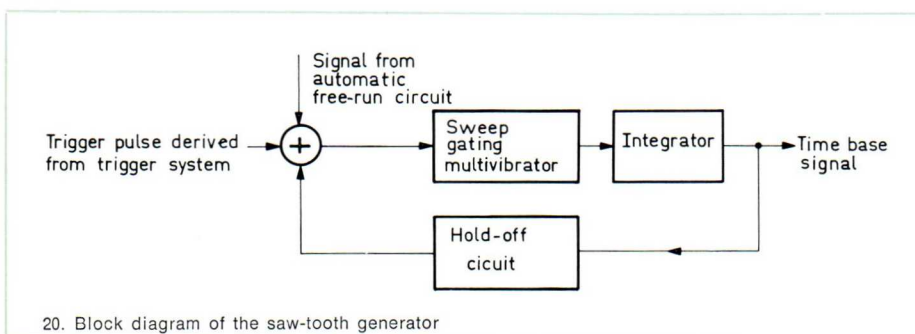 Signal from
automatic
free-run circuit
Trigger pulse derived
from trigger system
+
Sweep
gating
multivibrator
Integrator
Time base
signal
Hold-off
cicuit
20. Block diagram of the saw-tooth generator